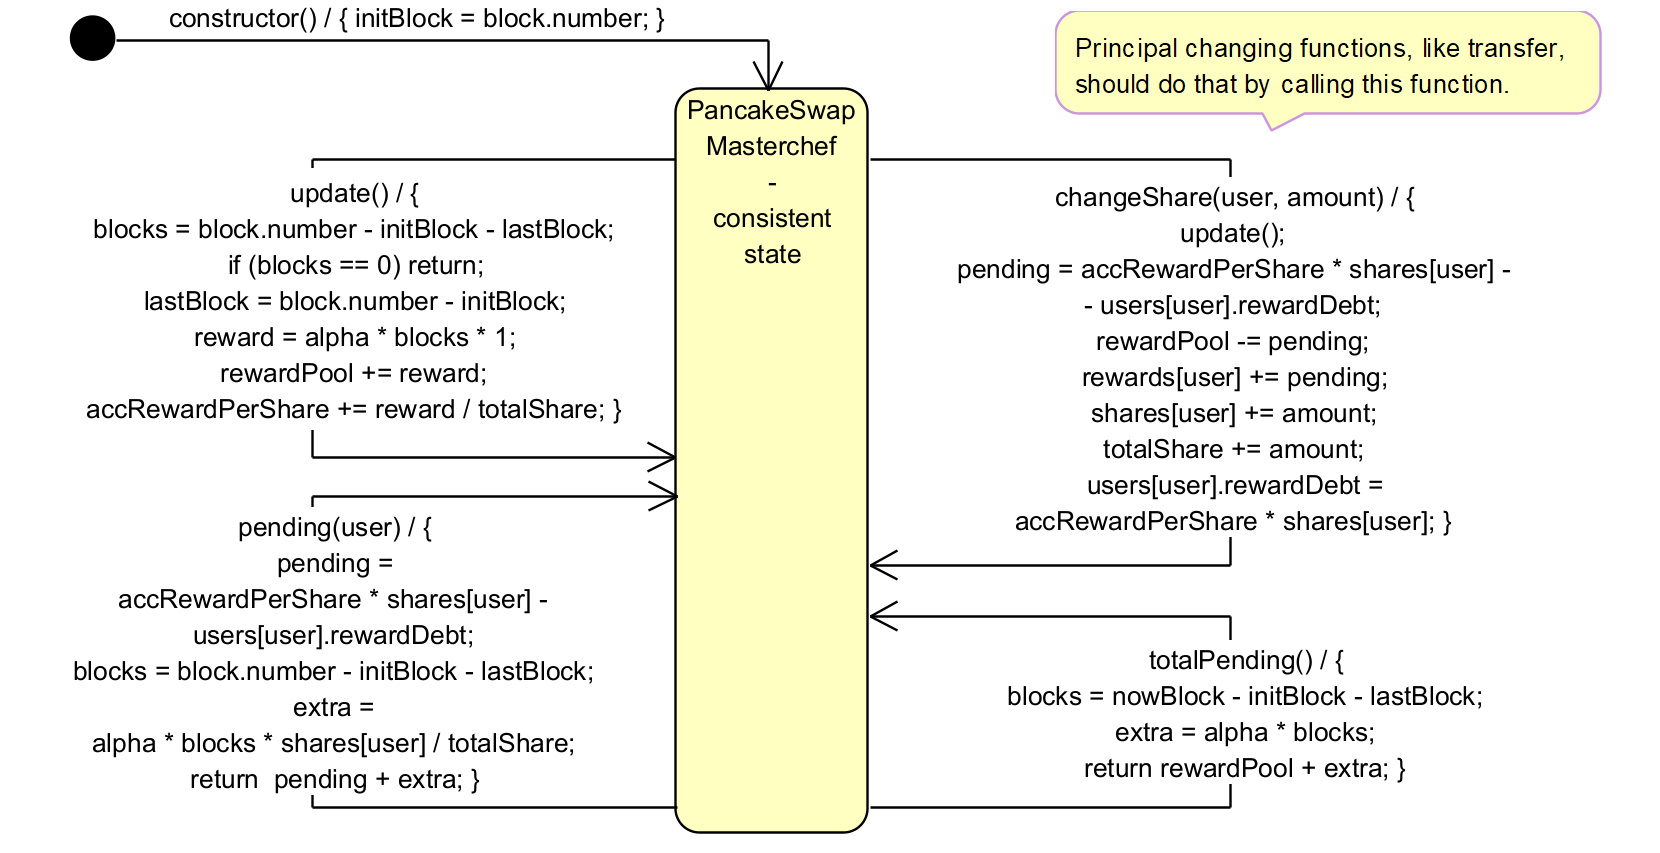 constructor() / { initBlock = block.number; }
Principal changing functions, like transfer,
should do that by calling this function.
PancakeSwap
Masterchef
-
consistent
state
update() / {
blocks = block.number - initBlock - lastBlock;
if (blocks == 0) return;
lastBlock = block.number - initBlock;
reward = alpha * blocks * 1;
rewardPool += reward;
accRewardPerShare += reward / totalShare; }
changeShare(user, amount) / {
update();
pending = accRewardPerShare * shares[user] -
- users[user].rewardDebt;
rewardPool -= pending;
rewards[user] += pending;
shares[user] += amount;
totalShare += amount;
users[user].rewardDebt =
accRewardPerShare * shares[user]; }
pending(user) / {
pending =
accRewardPerShare * shares[user] -
users[user].rewardDebt;
blocks = block.number - initBlock - lastBlock;
extra =
alpha * blocks * shares[user] / totalShare;
return pending + extra; }
totalPending() / {
blocks = nowBlock - initBlock - lastBlock;
extra = alpha * blocks;
return rewardPool + extra; }